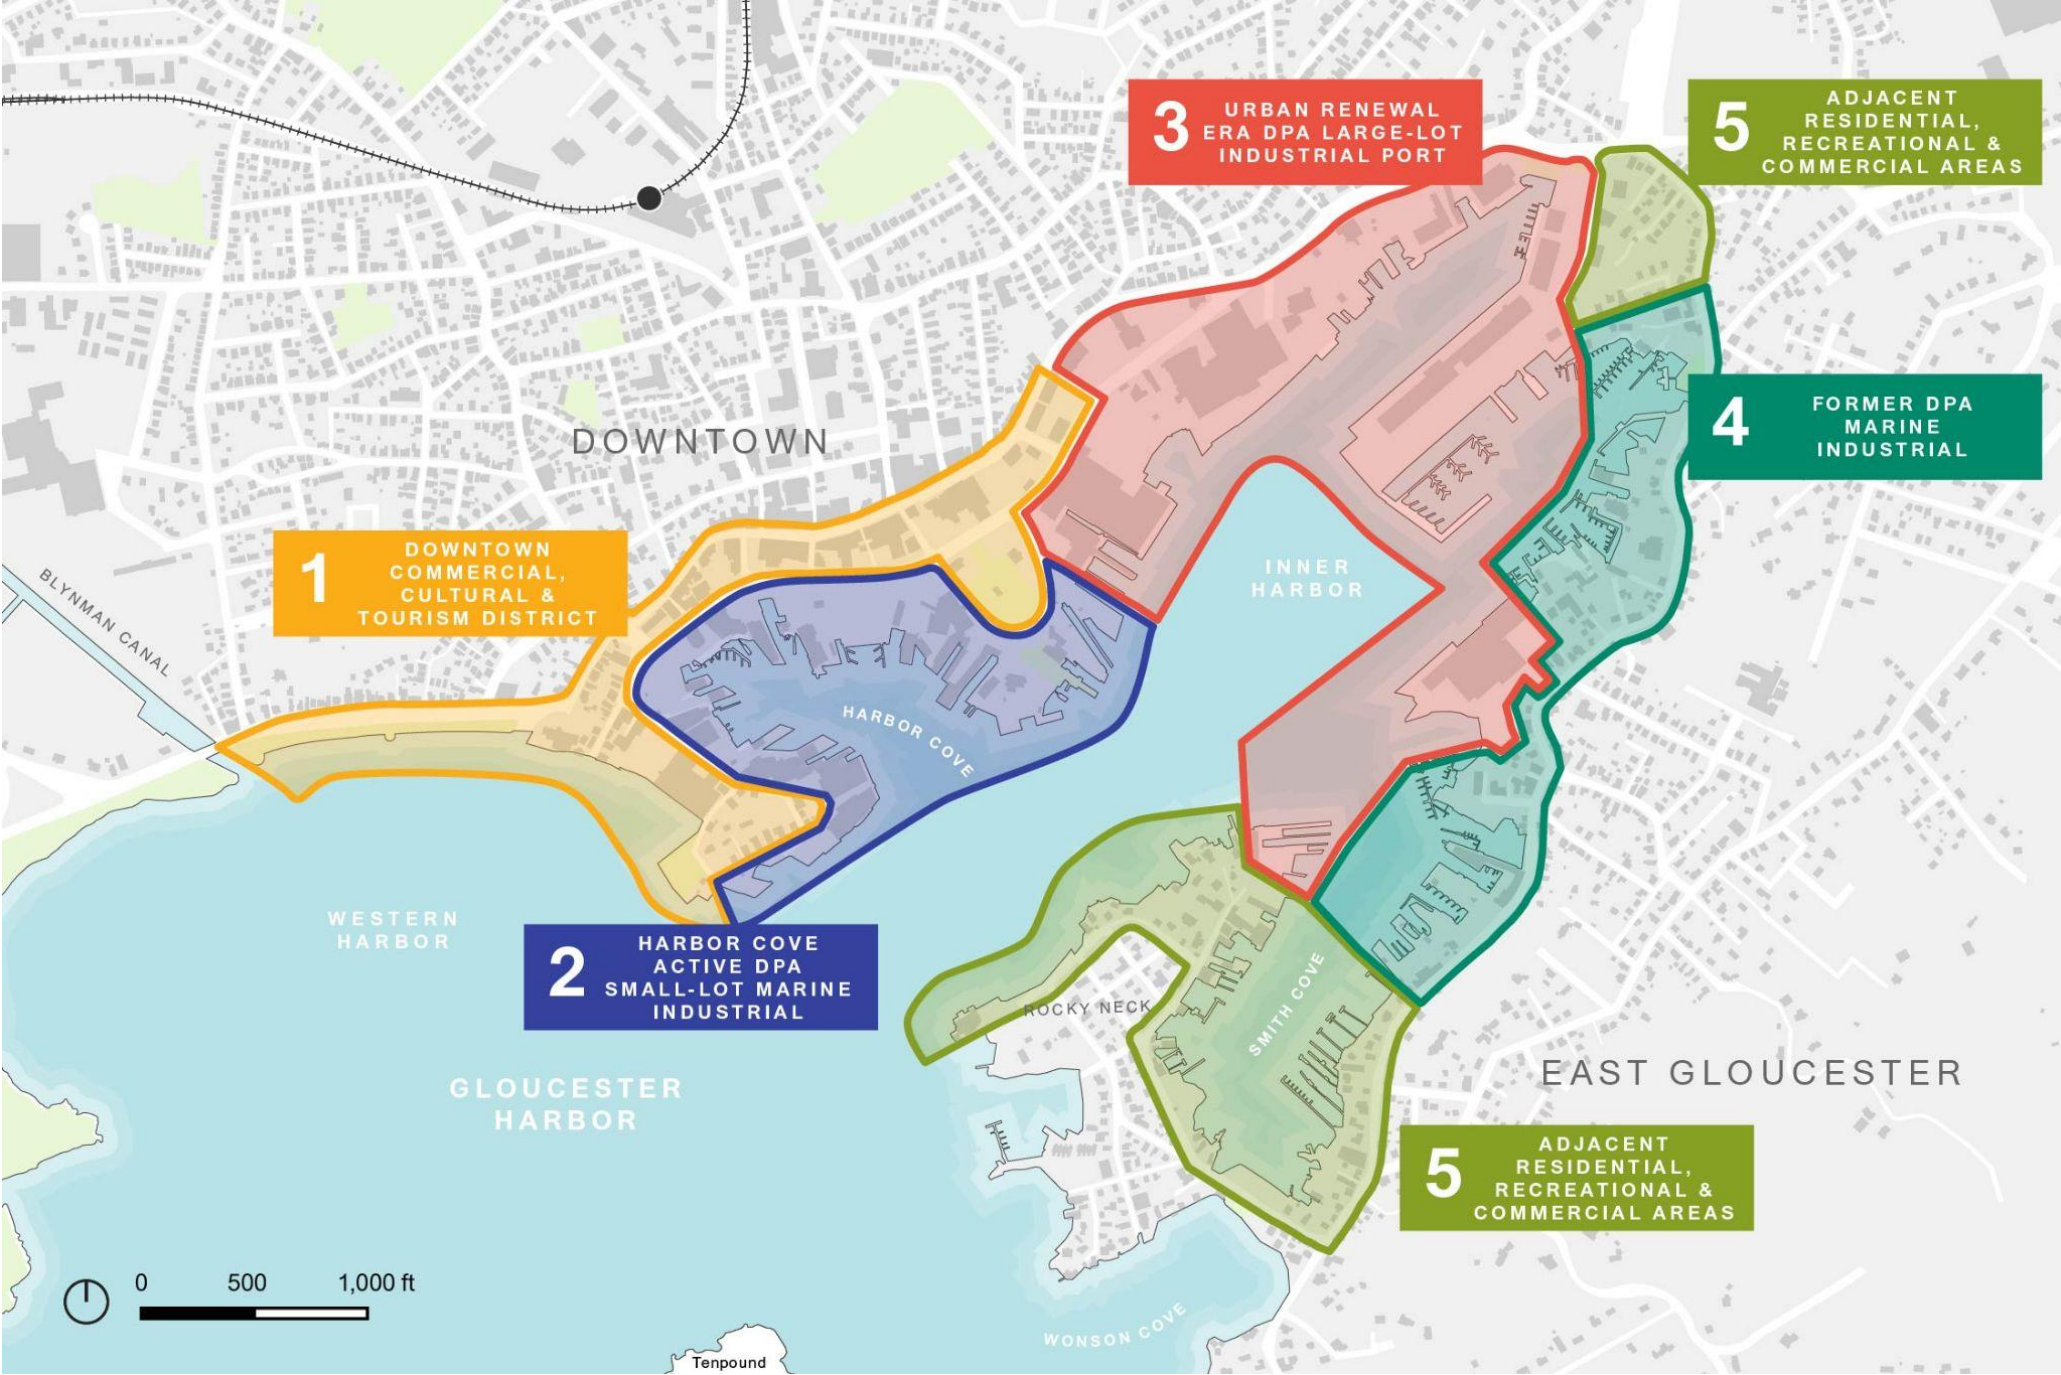 3
URBAN RENEWAL
ERA DPA LARGE-LOT
INDUSTRIAL PORT
5
ADJACENT
RESIDENTIAL,
RECREATIONAL &
COMMERCIAL AREAS
4
FORMER DPA
MARINE
INDUSTRIAL
DOWNTOWN
1
DOWNTOWN
COMMERCIAL,
CULTURAL &
TOURISM DISTRICT
BLYNMAN CANAL
INNER
HARBOR
HARBOR COVE
WESTERN
HARBOR
2
HARBOR COVE
ACTIVE DPA
SMALL-LOT MARINE
INDUSTRIAL
ROCKY NECK
SMITH COVE
GLOUCESTER
HARBOR
EAST GLOUCESTER
5
ADJACENT
RESIDENTIAL,
RECREATIONAL &
COMMERCIAL AREAS
0 500 1,000 ft
WONSON COVE
Tenpound